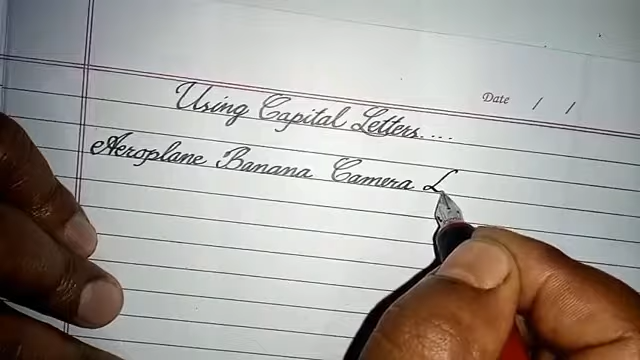 Date / /
Using Capital Letters....
Aeroplane Banana Camera